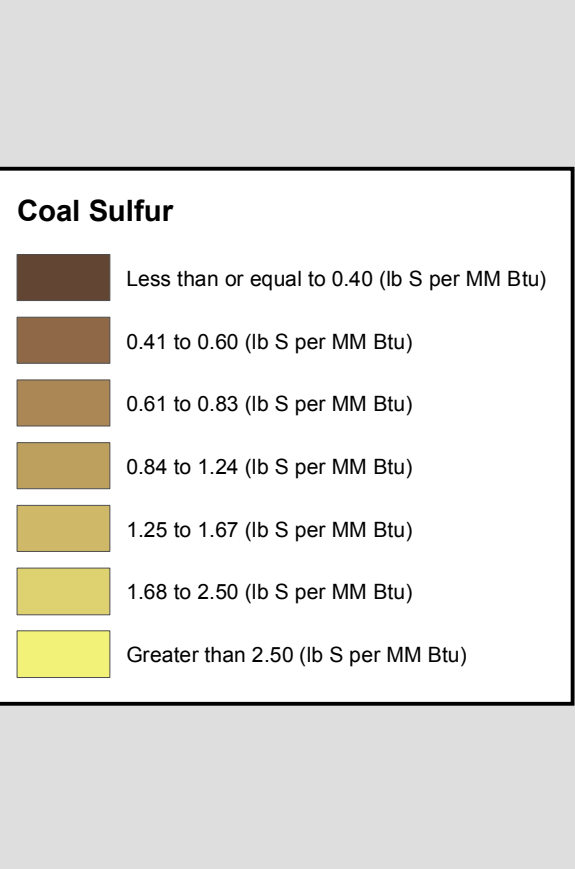 Coal Sulfur
Less than or equal to 0.40 (lb S per MM Btu)
0.41 to 0.60 (lb S per MM Btu)
0.61 to 0.83 (lb S per MM Btu)
0.84 to 1.24 (lb S per MM Btu)
1.25 to 1.67 (lb S per MM Btu)
1.68 to 2.50 (lb S per MM Btu)
Greater than 2.50 (lb S per MM Btu)